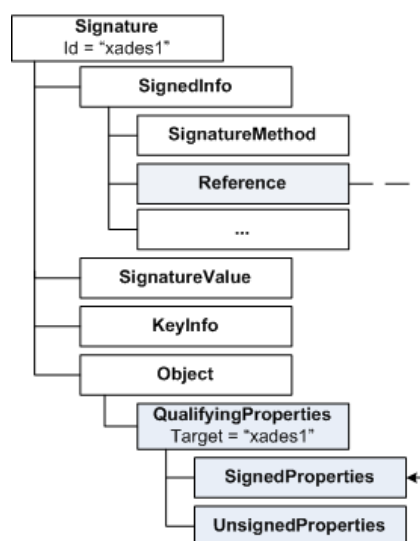 Signature
Id = “xades1”
SignedInfo
SignatureMethod
Reference
...
SignatureValue
KeyInfo
Object
QualifyingProperties
Target = “xades1”
SignedProperties
UnsignedProperties